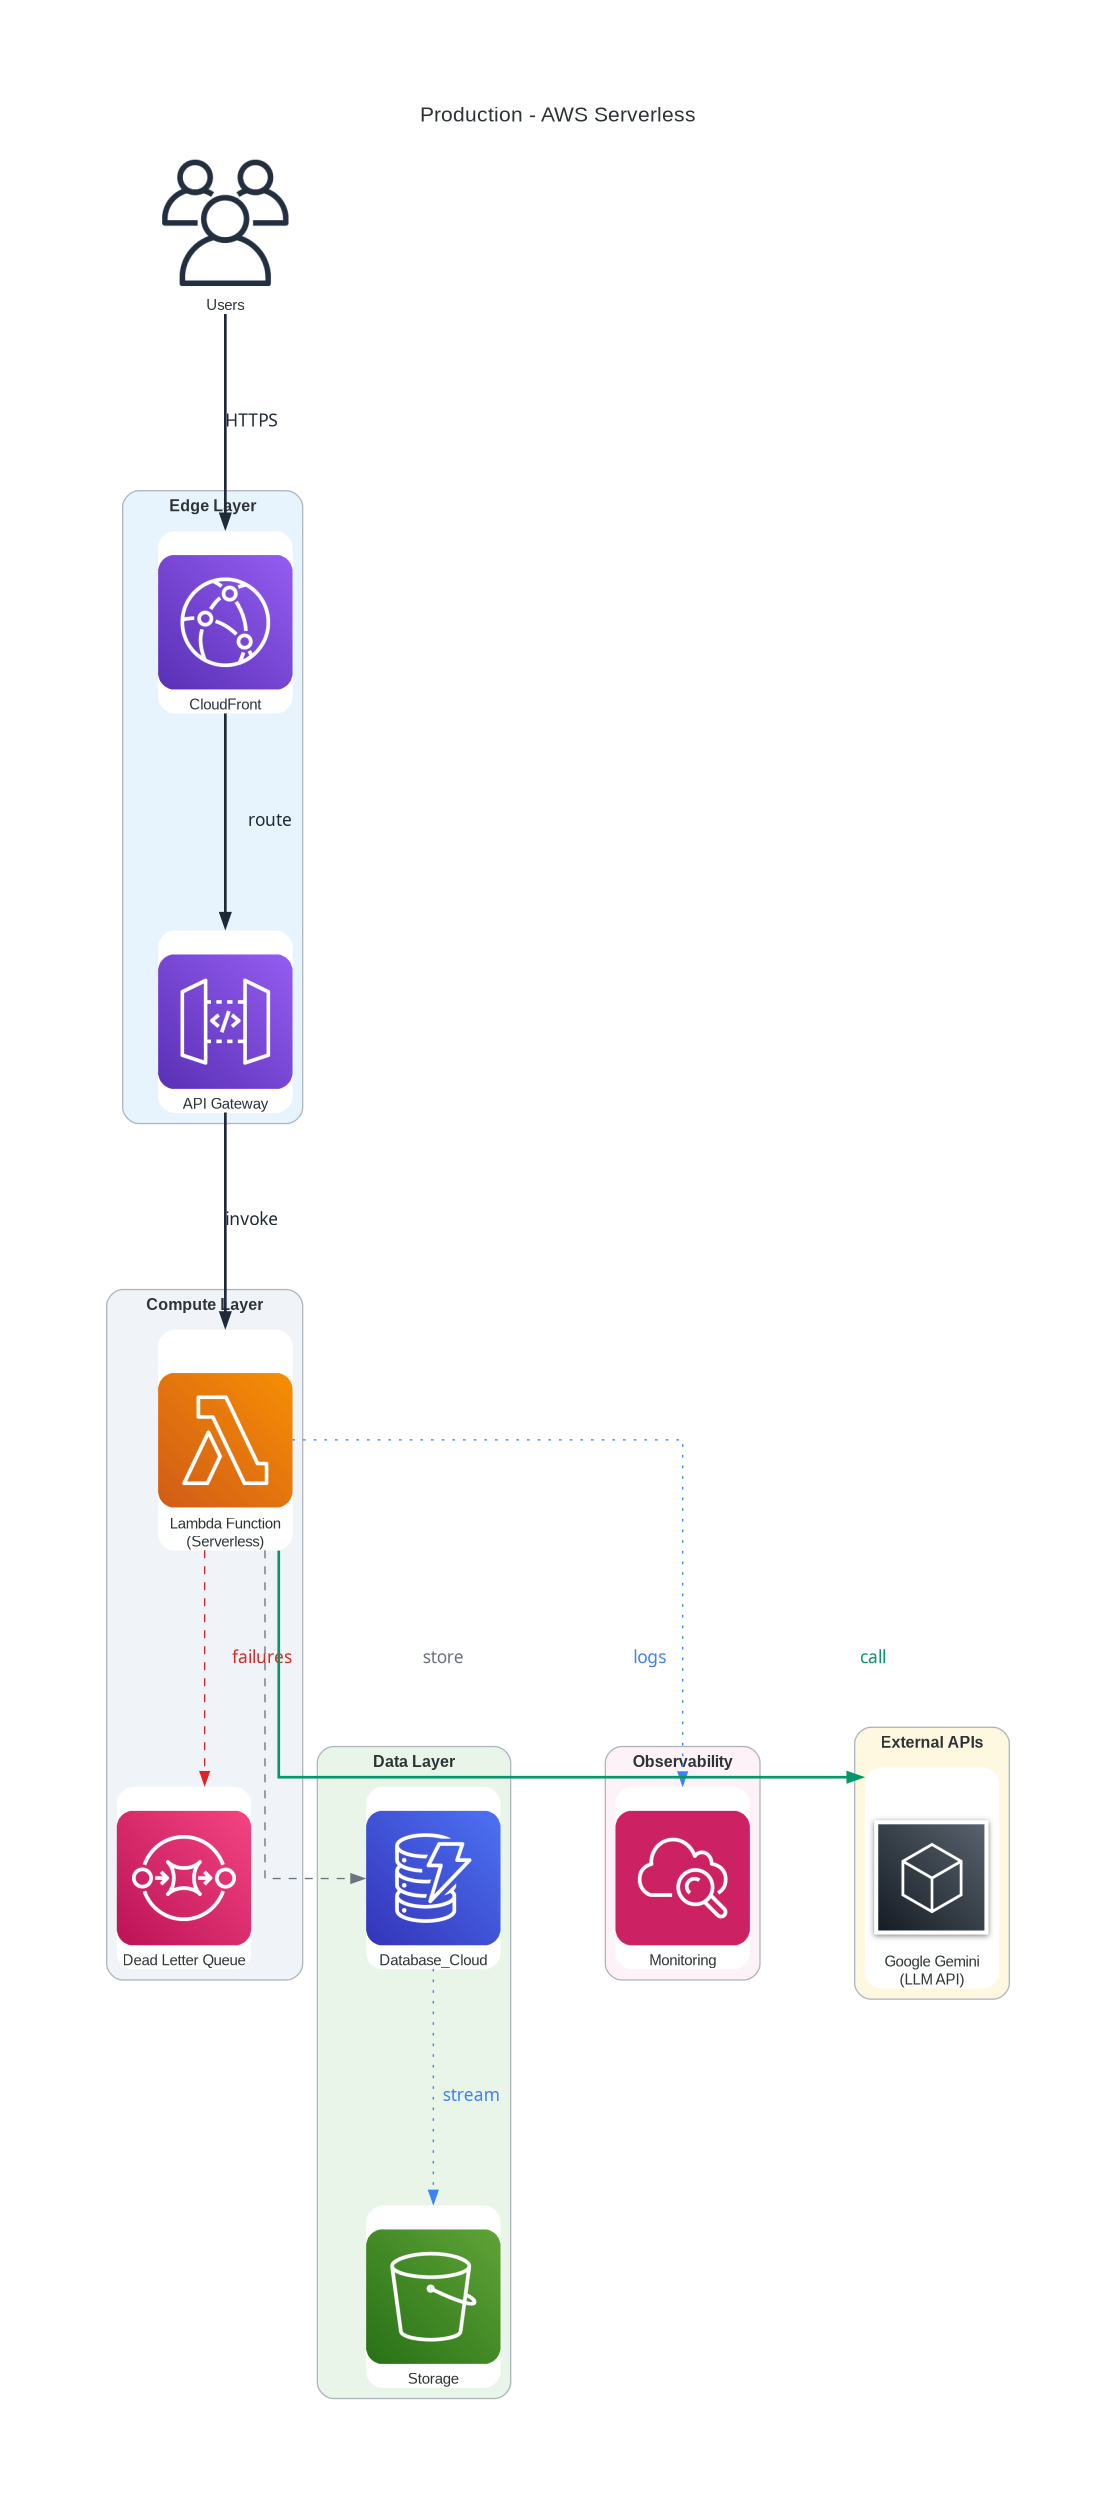 Production - AWS Serverless
Users
HTTPS
Edge Layer
CloudFront
route
API Gateway
invoke
Compute Layer
Lambda Function
(Serverless)
failures
store
logs
call
External APIs
Data Layer
Observability
Dead Letter Queue
Database_Cloud
Monitoring
Google Gemini
(LLM API)
stream
Storage